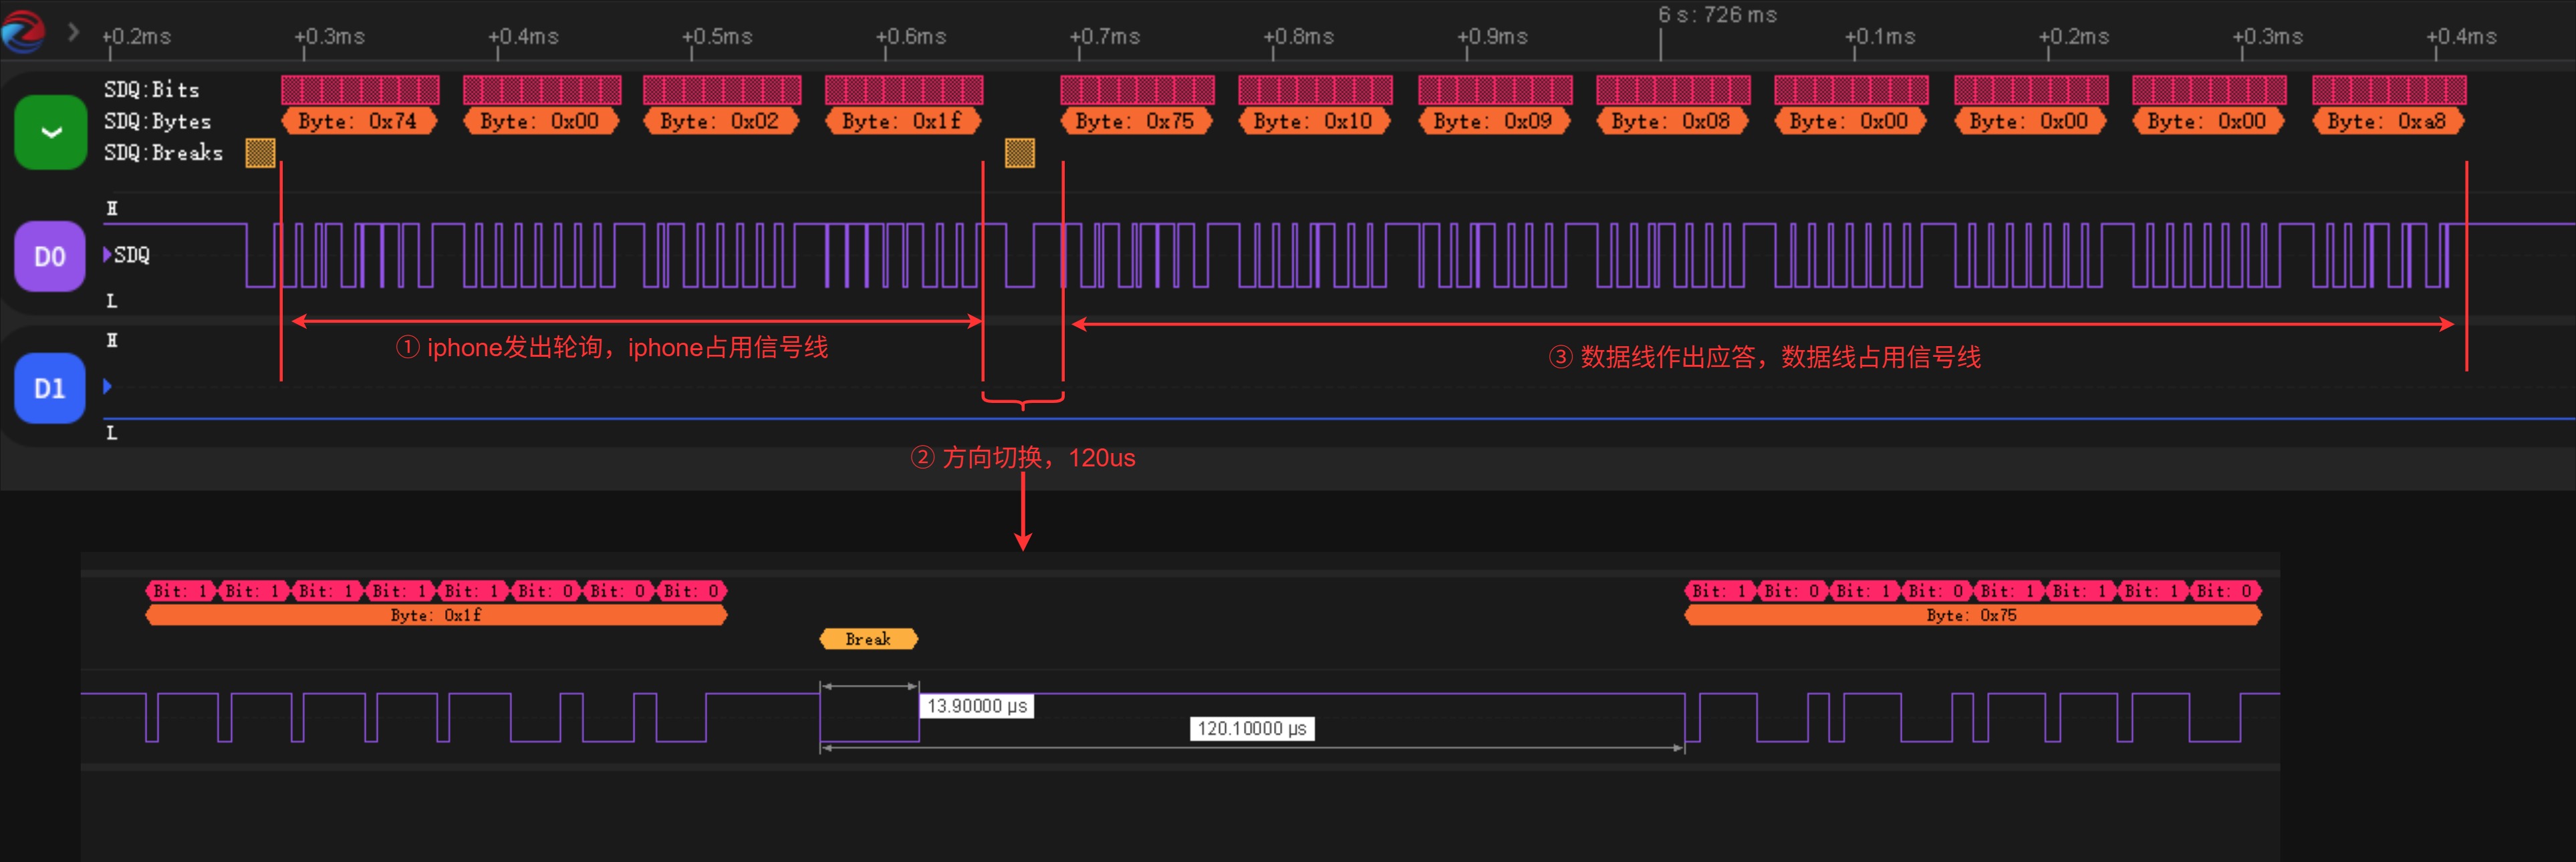 6 s: 726 ms
+0.2ms +0.3ms +0.4ms +0.5ms +0.6ms +0.7ms +0.8ms +0.9ms +0.1ms +0.2ms +0.3ms +0.4ms
SDQ:Bits
SDQ:Bytes Byte: 0x74 Byte: 0x00 Byte: 0x02 Byte: 0x1f Byte: 0x75 Byte: 0x10 Byte: 0x09 Byte: 0x08 Byte: 0x00 Byte: 0x00 Byte: 0x00 Byte: 0xa8
SDQ:Breaks
H
D0 SDQ
L
H
① iphone发出轮询，iphone占用信号线
③ 数据线作出应答，数据线占用信号线
D1
L
② 方向切换，120us
Bit: 1 Bit: 1 Bit: 1 Bit: 1 Bit: 1 Bit: 0 Bit: 0 Bit: 0 Bit: 1 Bit: 0 Bit: 1 Bit: 0 Bit: 1 Bit: 1 Bit: 1 Bit: 0
Byte: 0x1f Byte: 0x75
Break
13.90000 μs
120.10000 μs